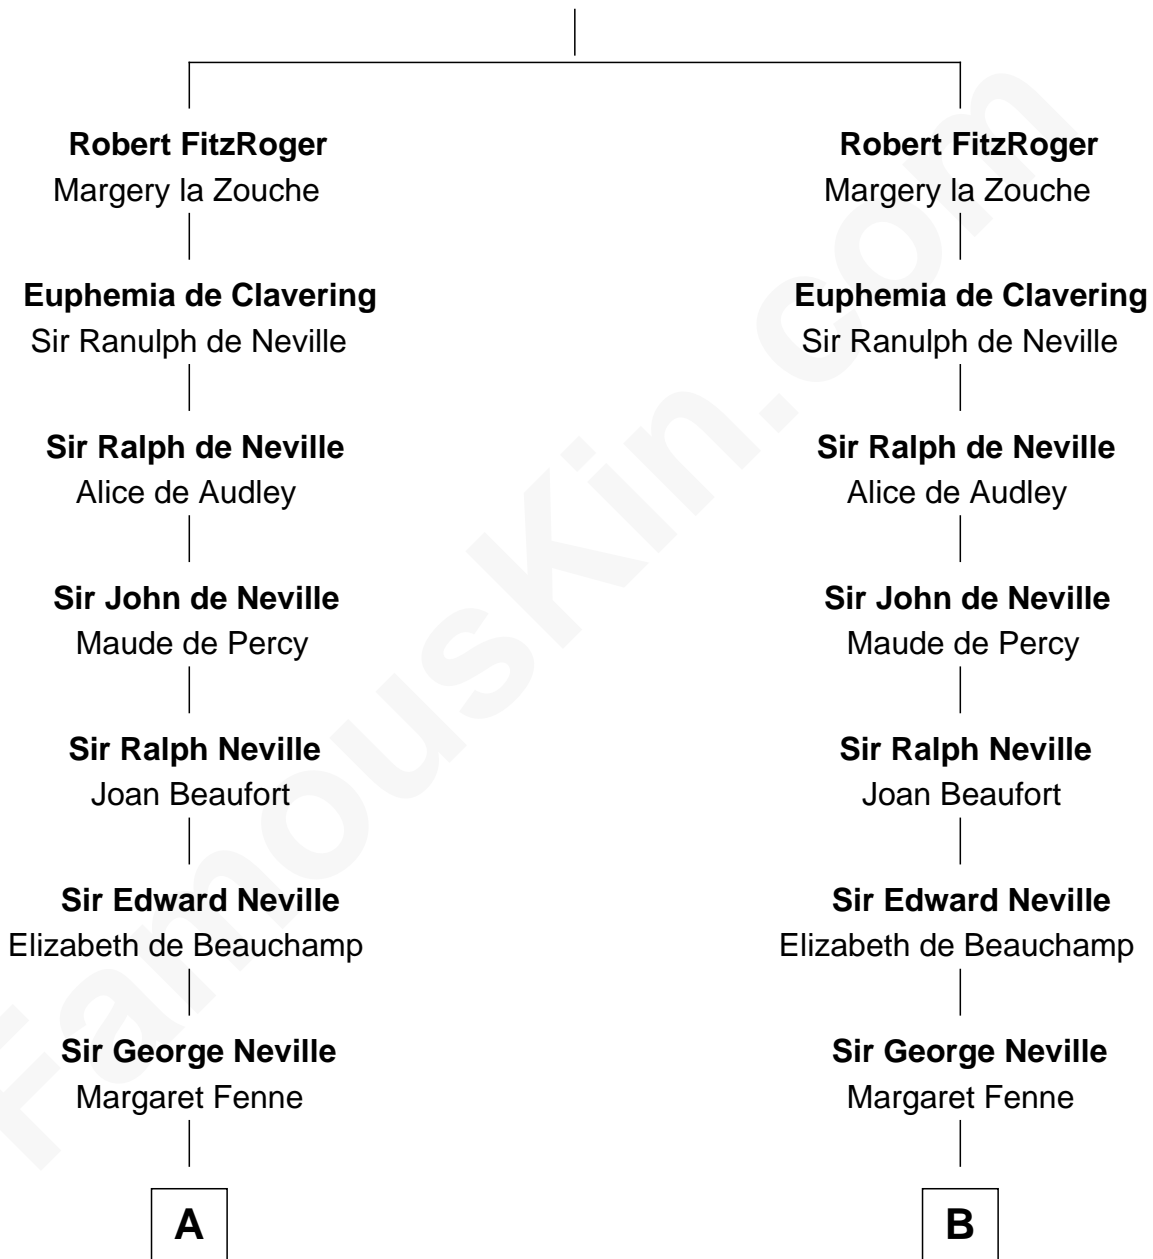 Robert FitzRoger
Margery la Zouche
Euphemia de Clavering
Sir Ranulph de Neville
Sir Ralph de Neville
Alice de Audley
Sir John de Neville
Maude de Percy
Sir Ralph Neville
Joan Beaufort
Sir Edward Neville
Elizabeth de Beauchamp
Sir George Neville
Margaret Fenne
A
Robert FitzRoger
Margery la Zouche
Euphemia de Clavering
Sir Ranulph de Neville
Sir Ralph de Neville
Alice de Audley
Sir John de Neville
Maude de Percy
Sir Ralph Neville
Joan Beaufort
Sir Edward Neville
Elizabeth de Beauchamp
Sir George Neville
Margaret Fenne
B
FamousKin.com